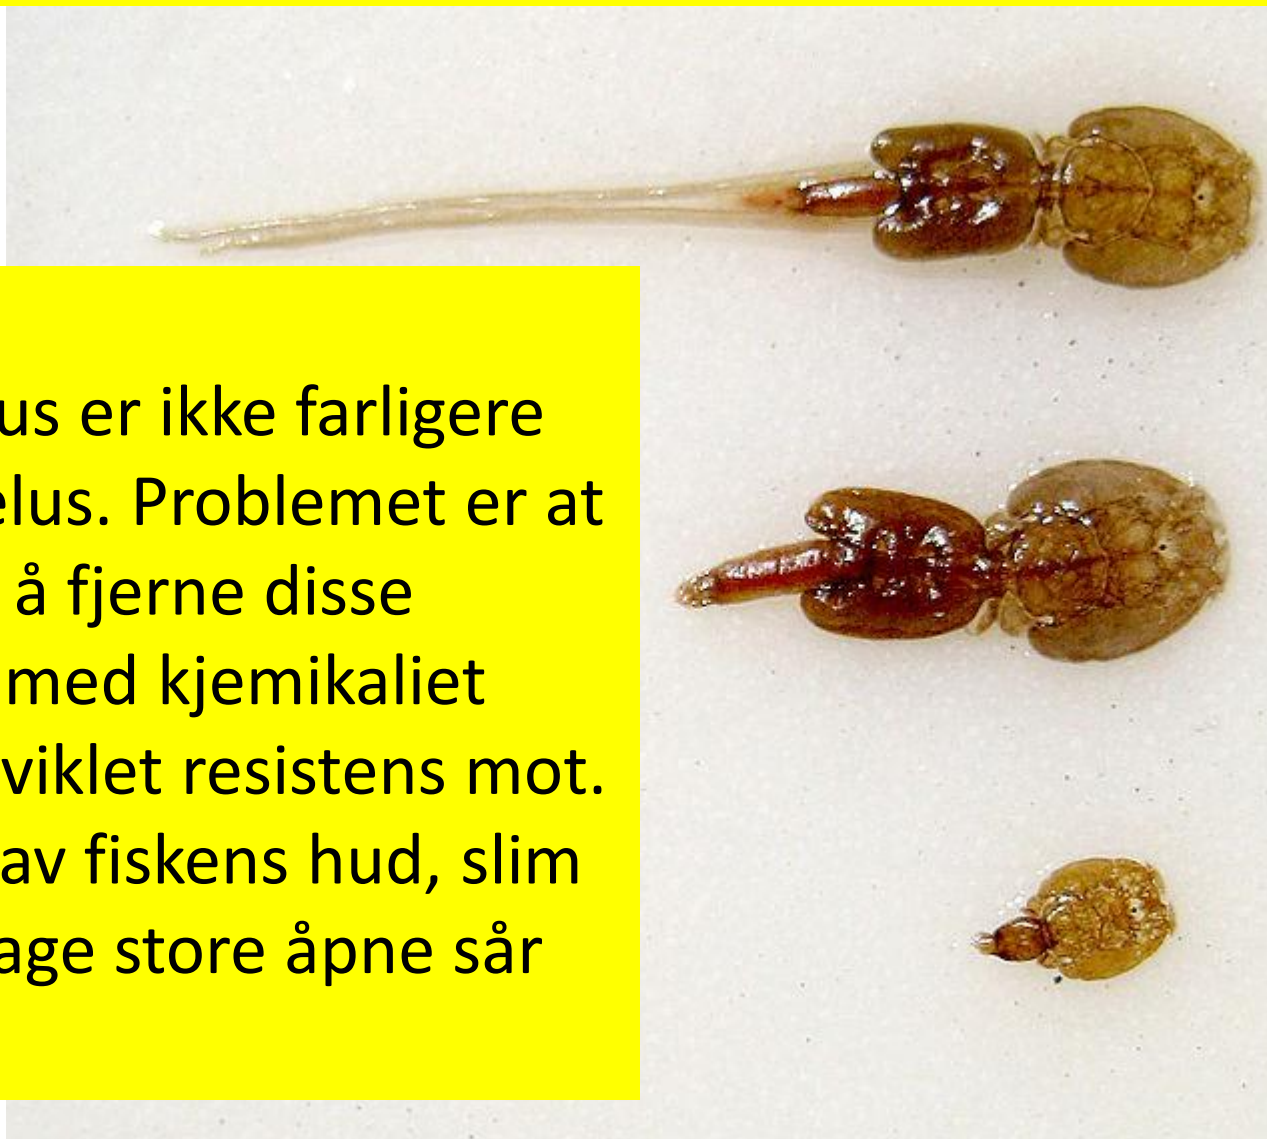 us er ikke farligere
elus. Problemet er at
å fjerne disse
med kjemikaliet
viklet resistens mot.
av fiskens hud, slim
age store åpne sår